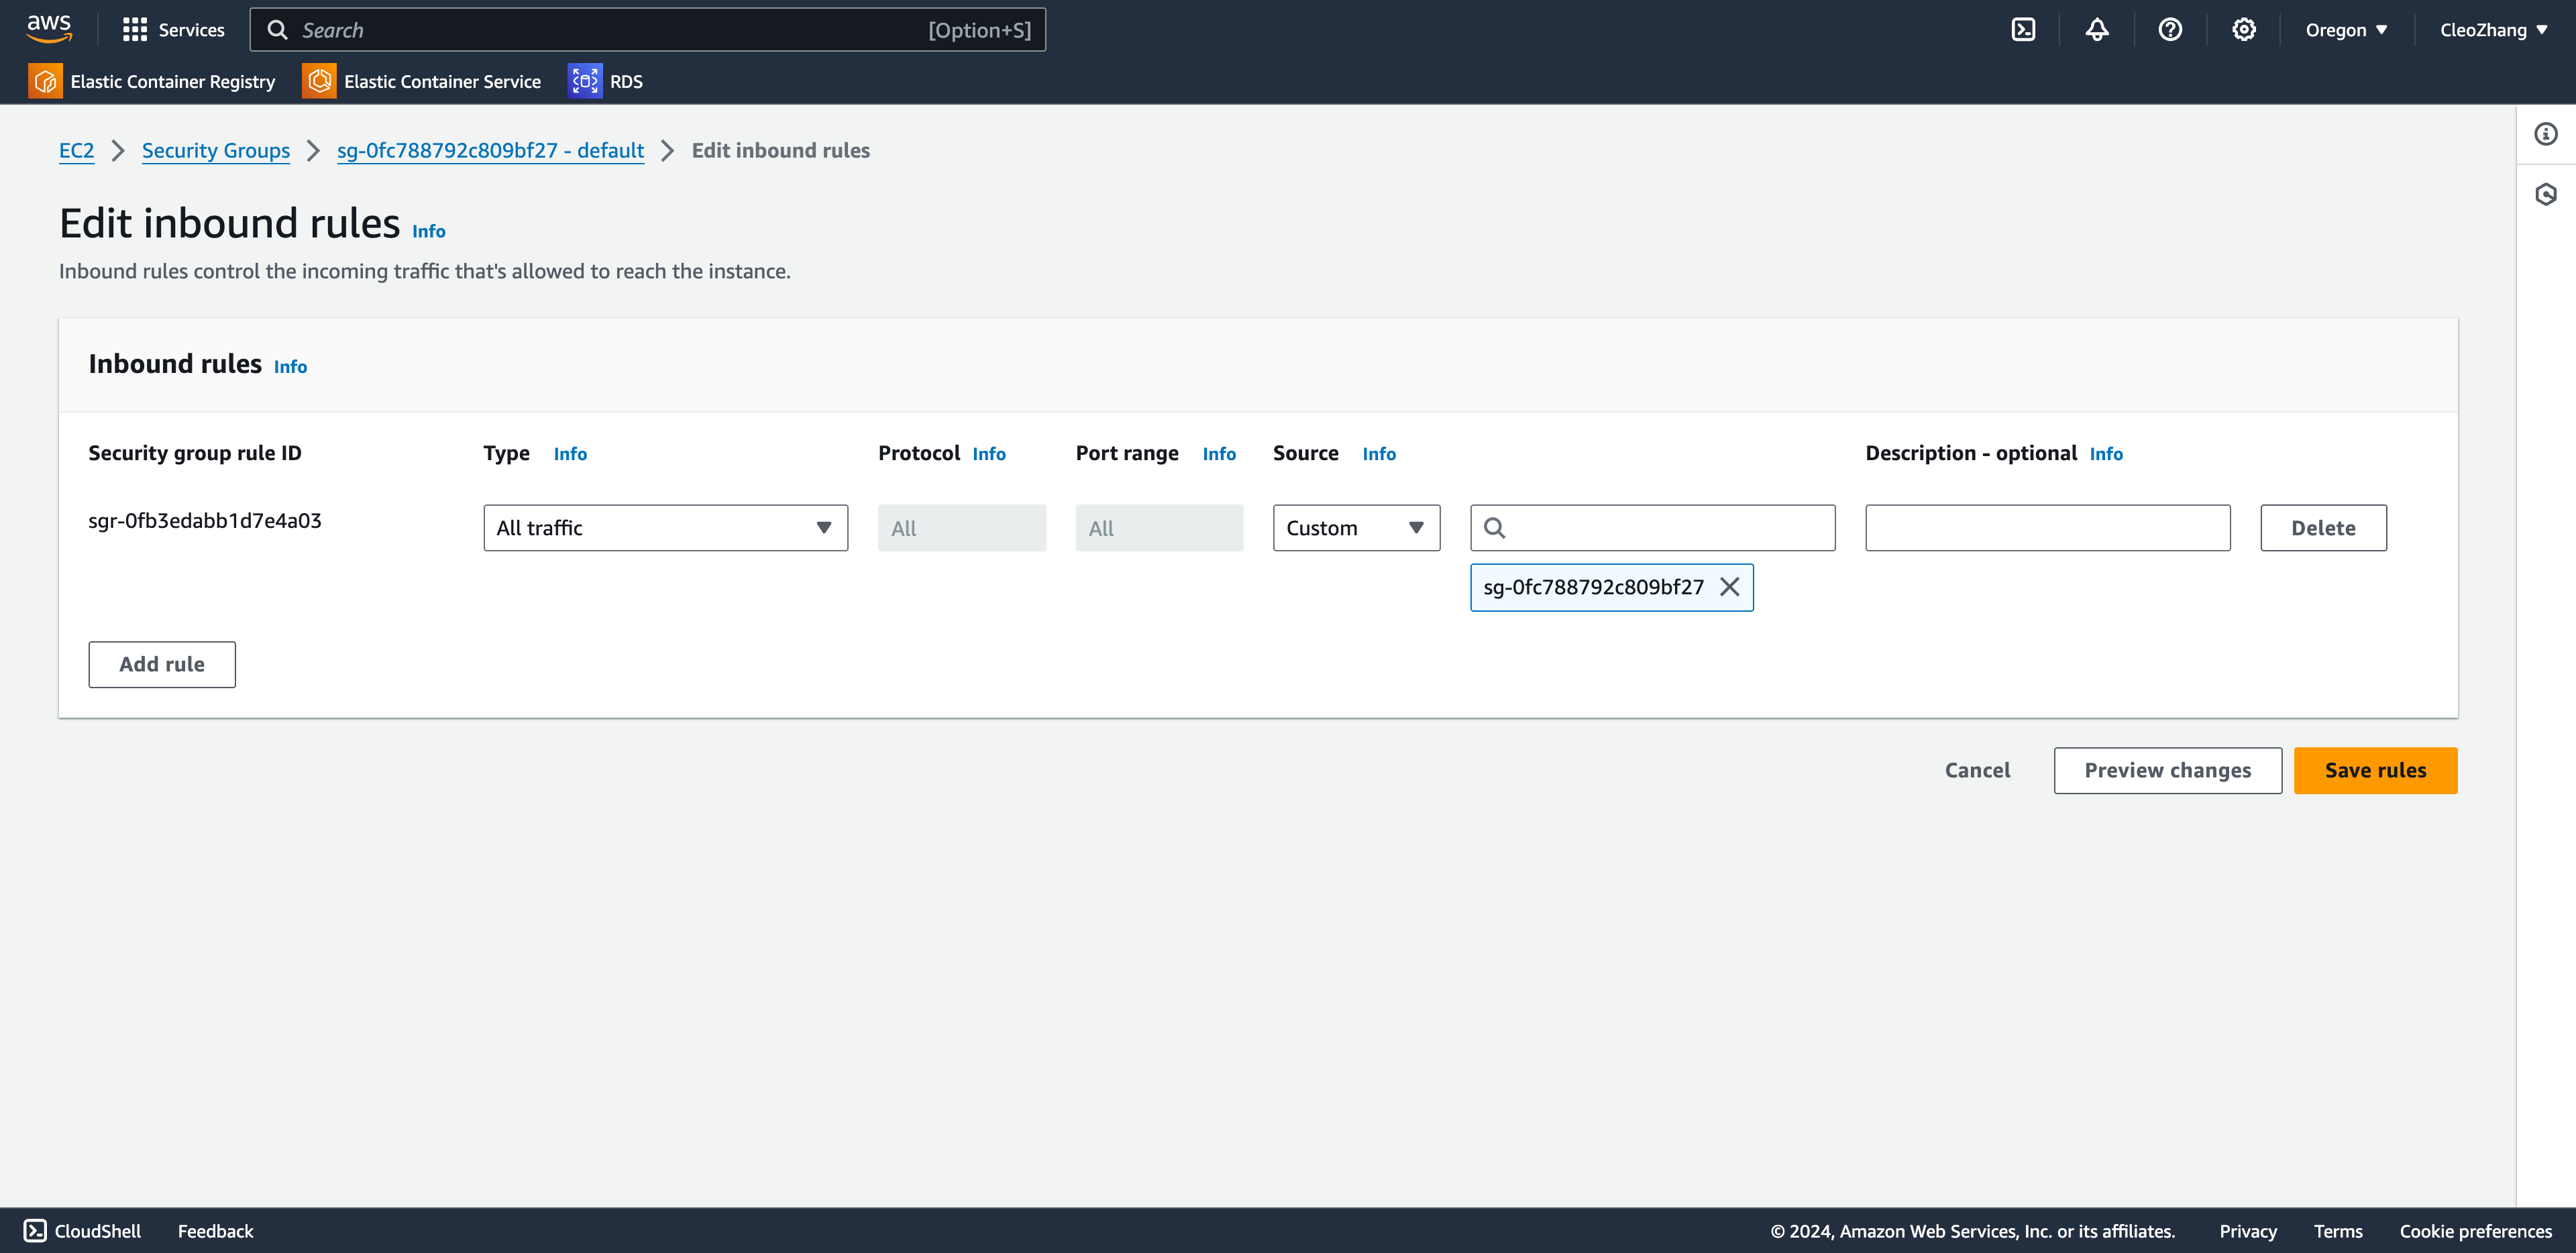 aws Services Search [Option+S] Oregon CleoZhang
Elastic Container Registry Elastic Container Service RDS
EC2 Security Groups sg-0fc788792c809bf27 - default Edit inbound rules
Edit inbound rules Info
Inbound rules control the incoming traffic that's allowed to reach the instance.
Inbound rules Info
Security group rule ID Type Info Protocol Info Port range Info Source Info Description - optional Info
sgr-0fb3edabb1d7e4a03 All traffic All All Custom Delete
sg-0fc788792c809bf27
Add rule
Cancel Preview changes Save rules
CloudShell Feedback © 2024, Amazon Web Services, Inc. or its affiliates. Privacy Terms Cookie preferences